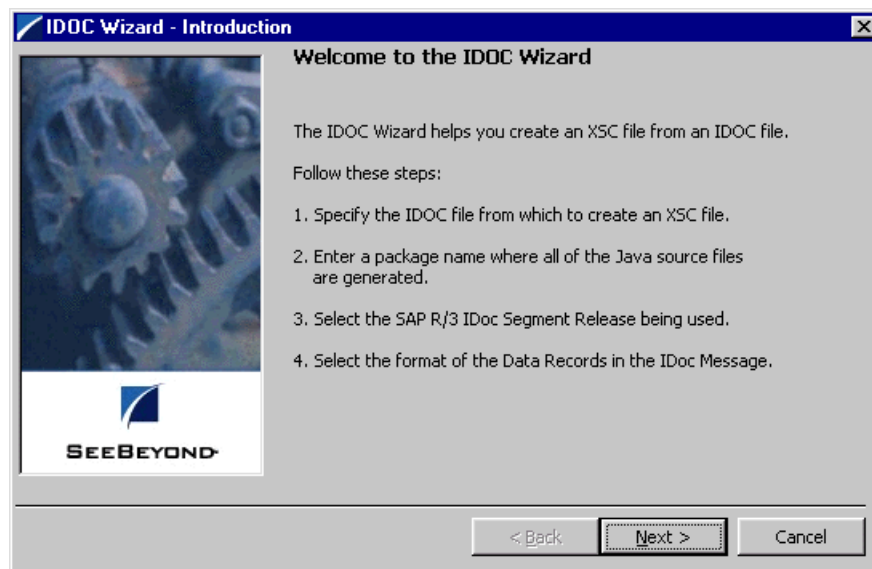 IDOC Wizard - Introduction
Welcome to the IDOC Wizard
The IDOC Wizard helps you create an XSC file from an IDOC file.
Follow these steps:
1. Specify the IDOC file from which to create an XSC file.
2. Enter a package name where all of the Java source files
are generated.
3. Select the SAP R/3 IDoc Segment Release being used.
4. Select the format of the Data Records in the IDoc Message.
SEEBEYOND
< Back
Next >
Cancel